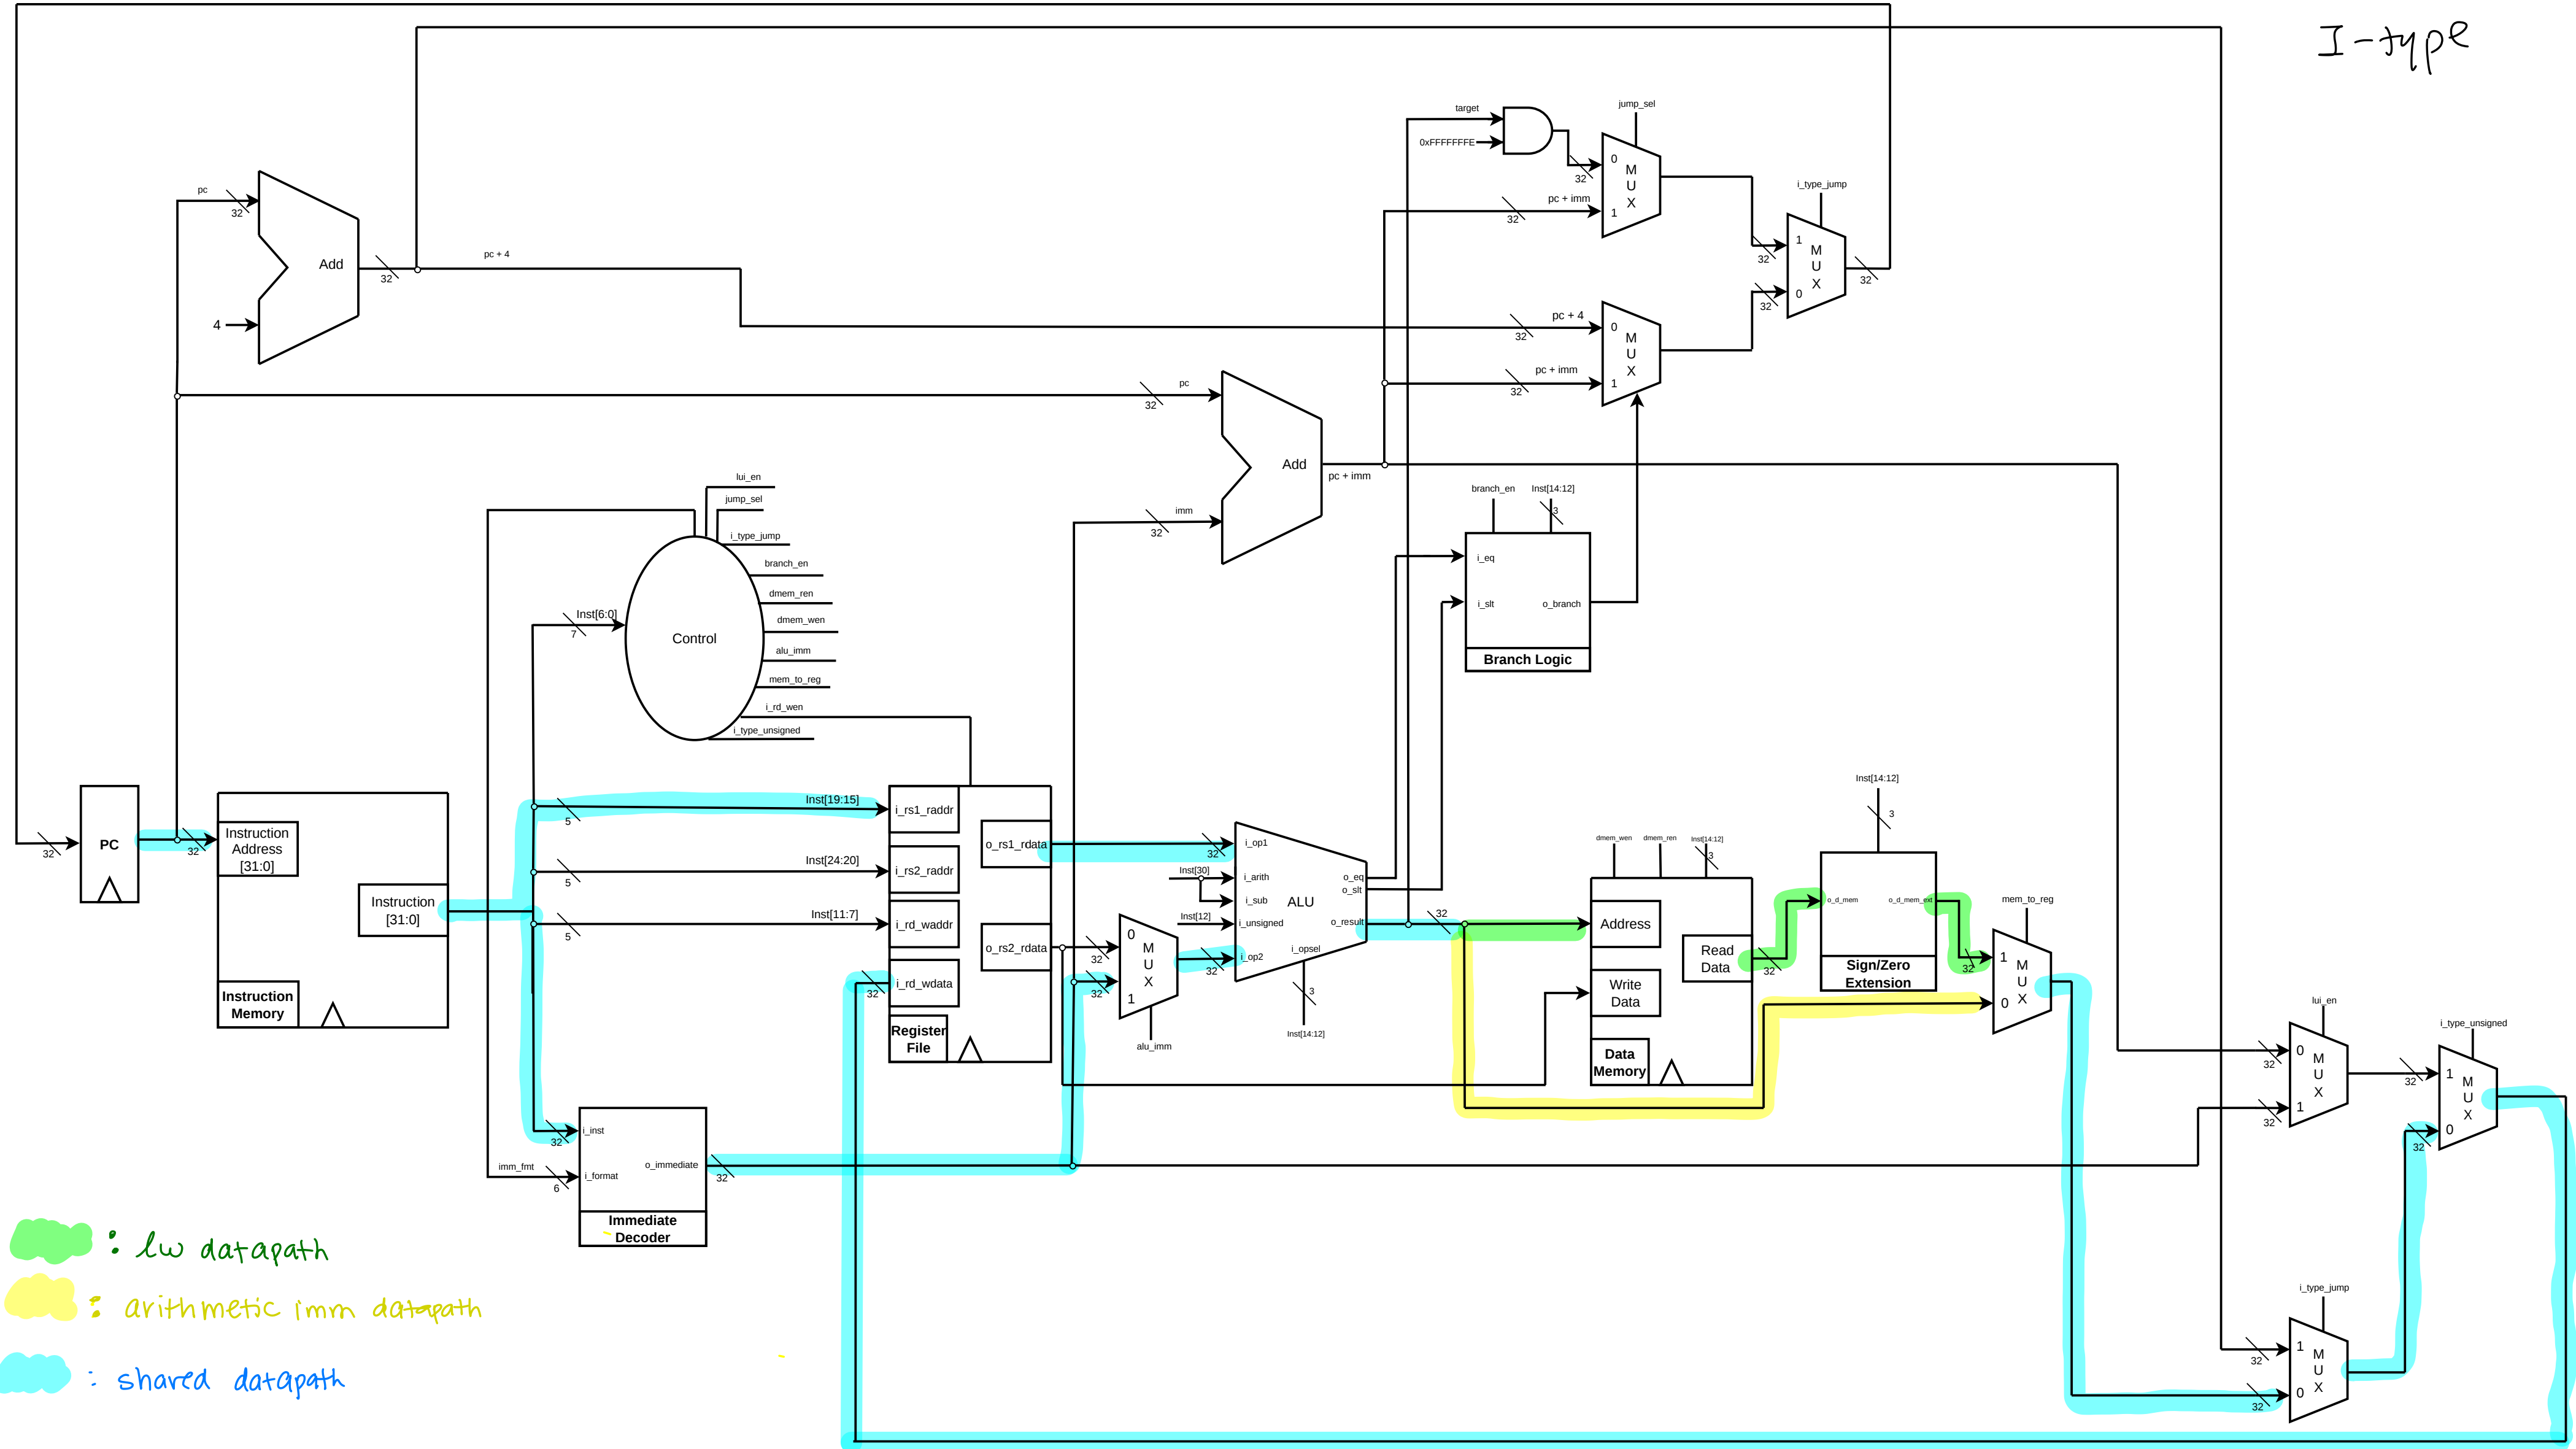 I-type
target
0xFFFFFFFE
jump_sel
0
M
U
X
1
32
pc + imm
32
i_type_jump
1
M
U
X
0
32
32
32
pc
32
Add
4
32
pc + 4
pc + 4
32
0
M
U
X
1
pc + imm
32
pc
32
Add
pc + imm
imm
32
lui_en
jump_sel
i_type_jump
branch_en
dmem_ren
dmem_wen
alu_imm
mem_to_reg
i_rd_wen
i_type_unsigned
Control
Inst[6:0]
7
branch_en
Inst[14:12]
3
i_eq
i_slt
o_branch
Branch Logic
32
PC
32
Instruction
Address
[31:0]
Instruction
[31:0]
Instruction
Memory
Inst[19:15]
5
Inst[24:20]
5
Inst[11:7]
5
i_rs1_raddr
i_rs2_raddr
i_rd_waddr
i_rd_wdata
32
o_rs1_rdata
o_rs2_rdata
Register
File
32
32
0
M
U
X
1
alu_imm
32
Inst[30]
Inst[12]
32
i_op1
i_arith
i_sub
i_unsigned
i_op2
ALU
o_eq
o_slt
o_result
i_opsel
3
Inst[14:12]
32
dmem_wen
dmem_ren
Inst[14:12]
3
Address
Read
Data
Write
Data
Data
Memory
32
Inst[14:12]
3
o_d_mem
o_d_mem_ext
Sign/Zero
Extension
32
mem_to_reg
1
M
U
X
0
lui_en
0
M
U
X
1
32
32
32
i_type_unsigned
1
M
U
X
0
32
i_type_jump
1
M
U
X
0
32
32
i_inst
32
o_immediate
32
imm_fmt
6
i_format
Immediate
Decoder
: lw datapath
: arithmetic imm datapath
: shared datapath